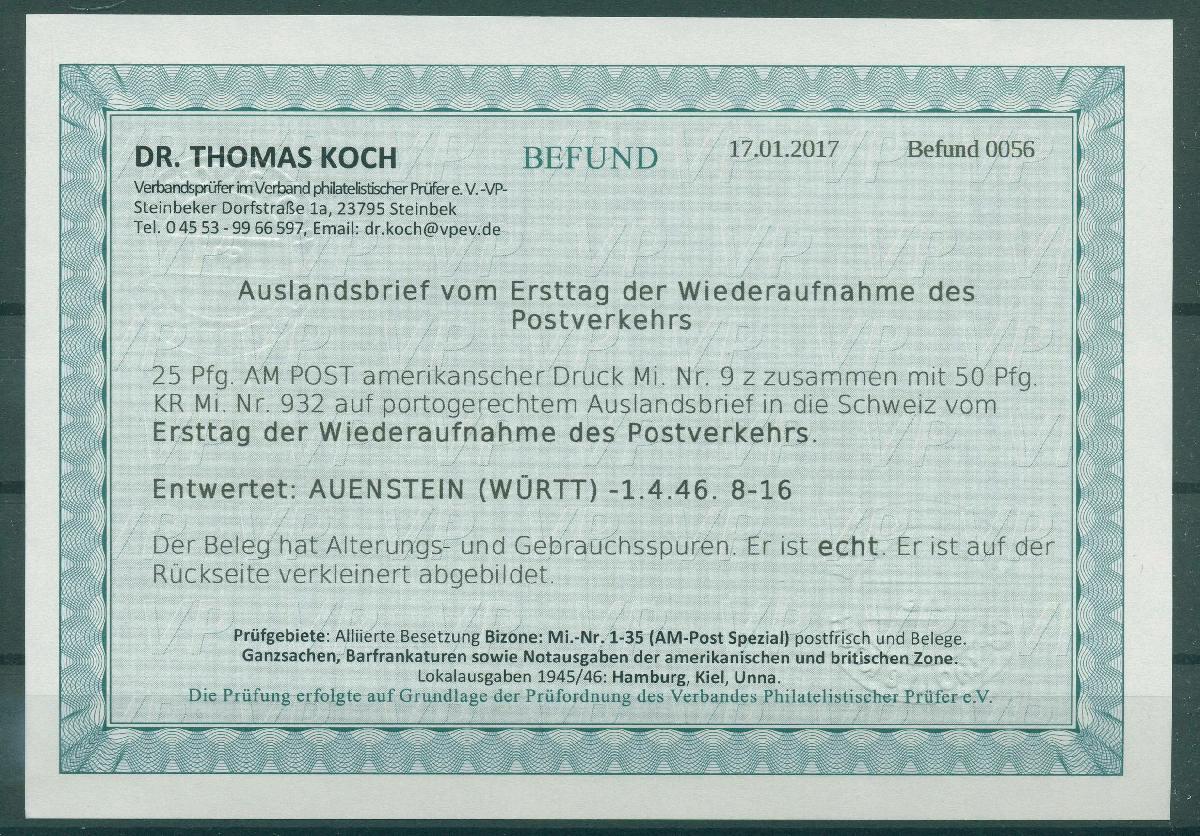 DR. THOMAS KOCH
BEFUND
17.01.2017
Befund 0056
Verbandsprüfer im Verband philatelistischer Prüfer e. V. -VP-
Steinbeker Dorfstraße 1a, 23795 Steinbek
Tel. 0 45 53 - 99 66 597, Email: dr.koch@vpev.de
Auslandsbrief vom Ersttag der Wiederaufnahme des
Postverkehrs
25 Pfg. AM POST amerikanscher Druck Mi. Nr. 9 z zusammen mit 50 Pfg.
KR Mi. Nr. 932 auf portogerechtem Auslandsbrief in die Schweiz vom
Ersttag der Wiederaufnahme des Postverkehrs.
Entwertet: AUENSTEIN (WÜRTT) -1.4.46. 8-16
Der Beleg hat Alterungs- und Gebrauchsspuren. Er ist echt. Er ist auf der
Rückseite verkleinert abgebildet.
Prüfgebiete: Alliierte Besetzung Bizone: Mi.-Nr. 1-35 (AM-Post Spezial) postfrisch und Belege.
Ganzsachen, Barfrankaturen sowie Notausgaben der amerikanischen und britischen Zone.
Lokalausgaben 1945/46: Hamburg, Kiel, Unna.
Die Prüfung erfolgte auf Grundlage der Prüfordnung des Verbandes Philatelistischer Prüfer e.V.